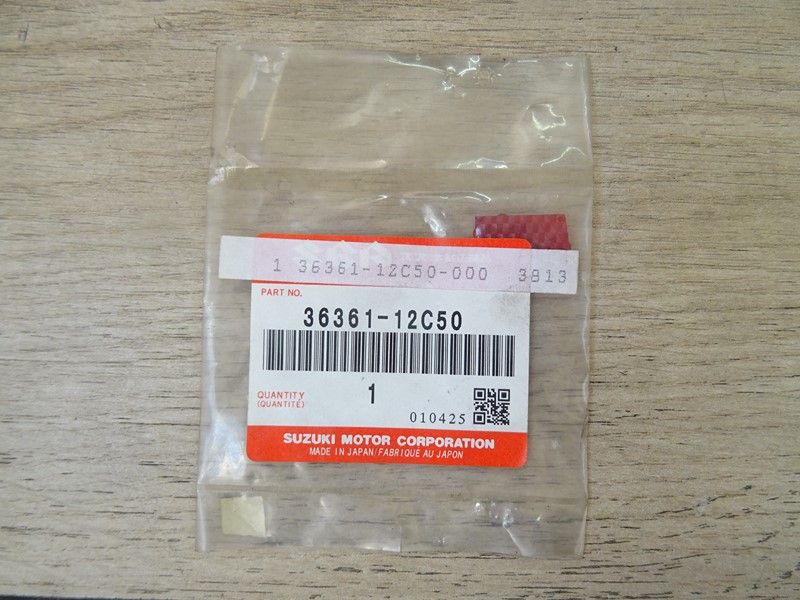 1 36361-12C50-000 3813
PART NO.
36361-12C50
QUANTITY
(QUANTITÉ)
1
010425
SUZUKI MOTOR CORPORATION
MADE IN JAPAN/FABRIQUÉ AU JAPON